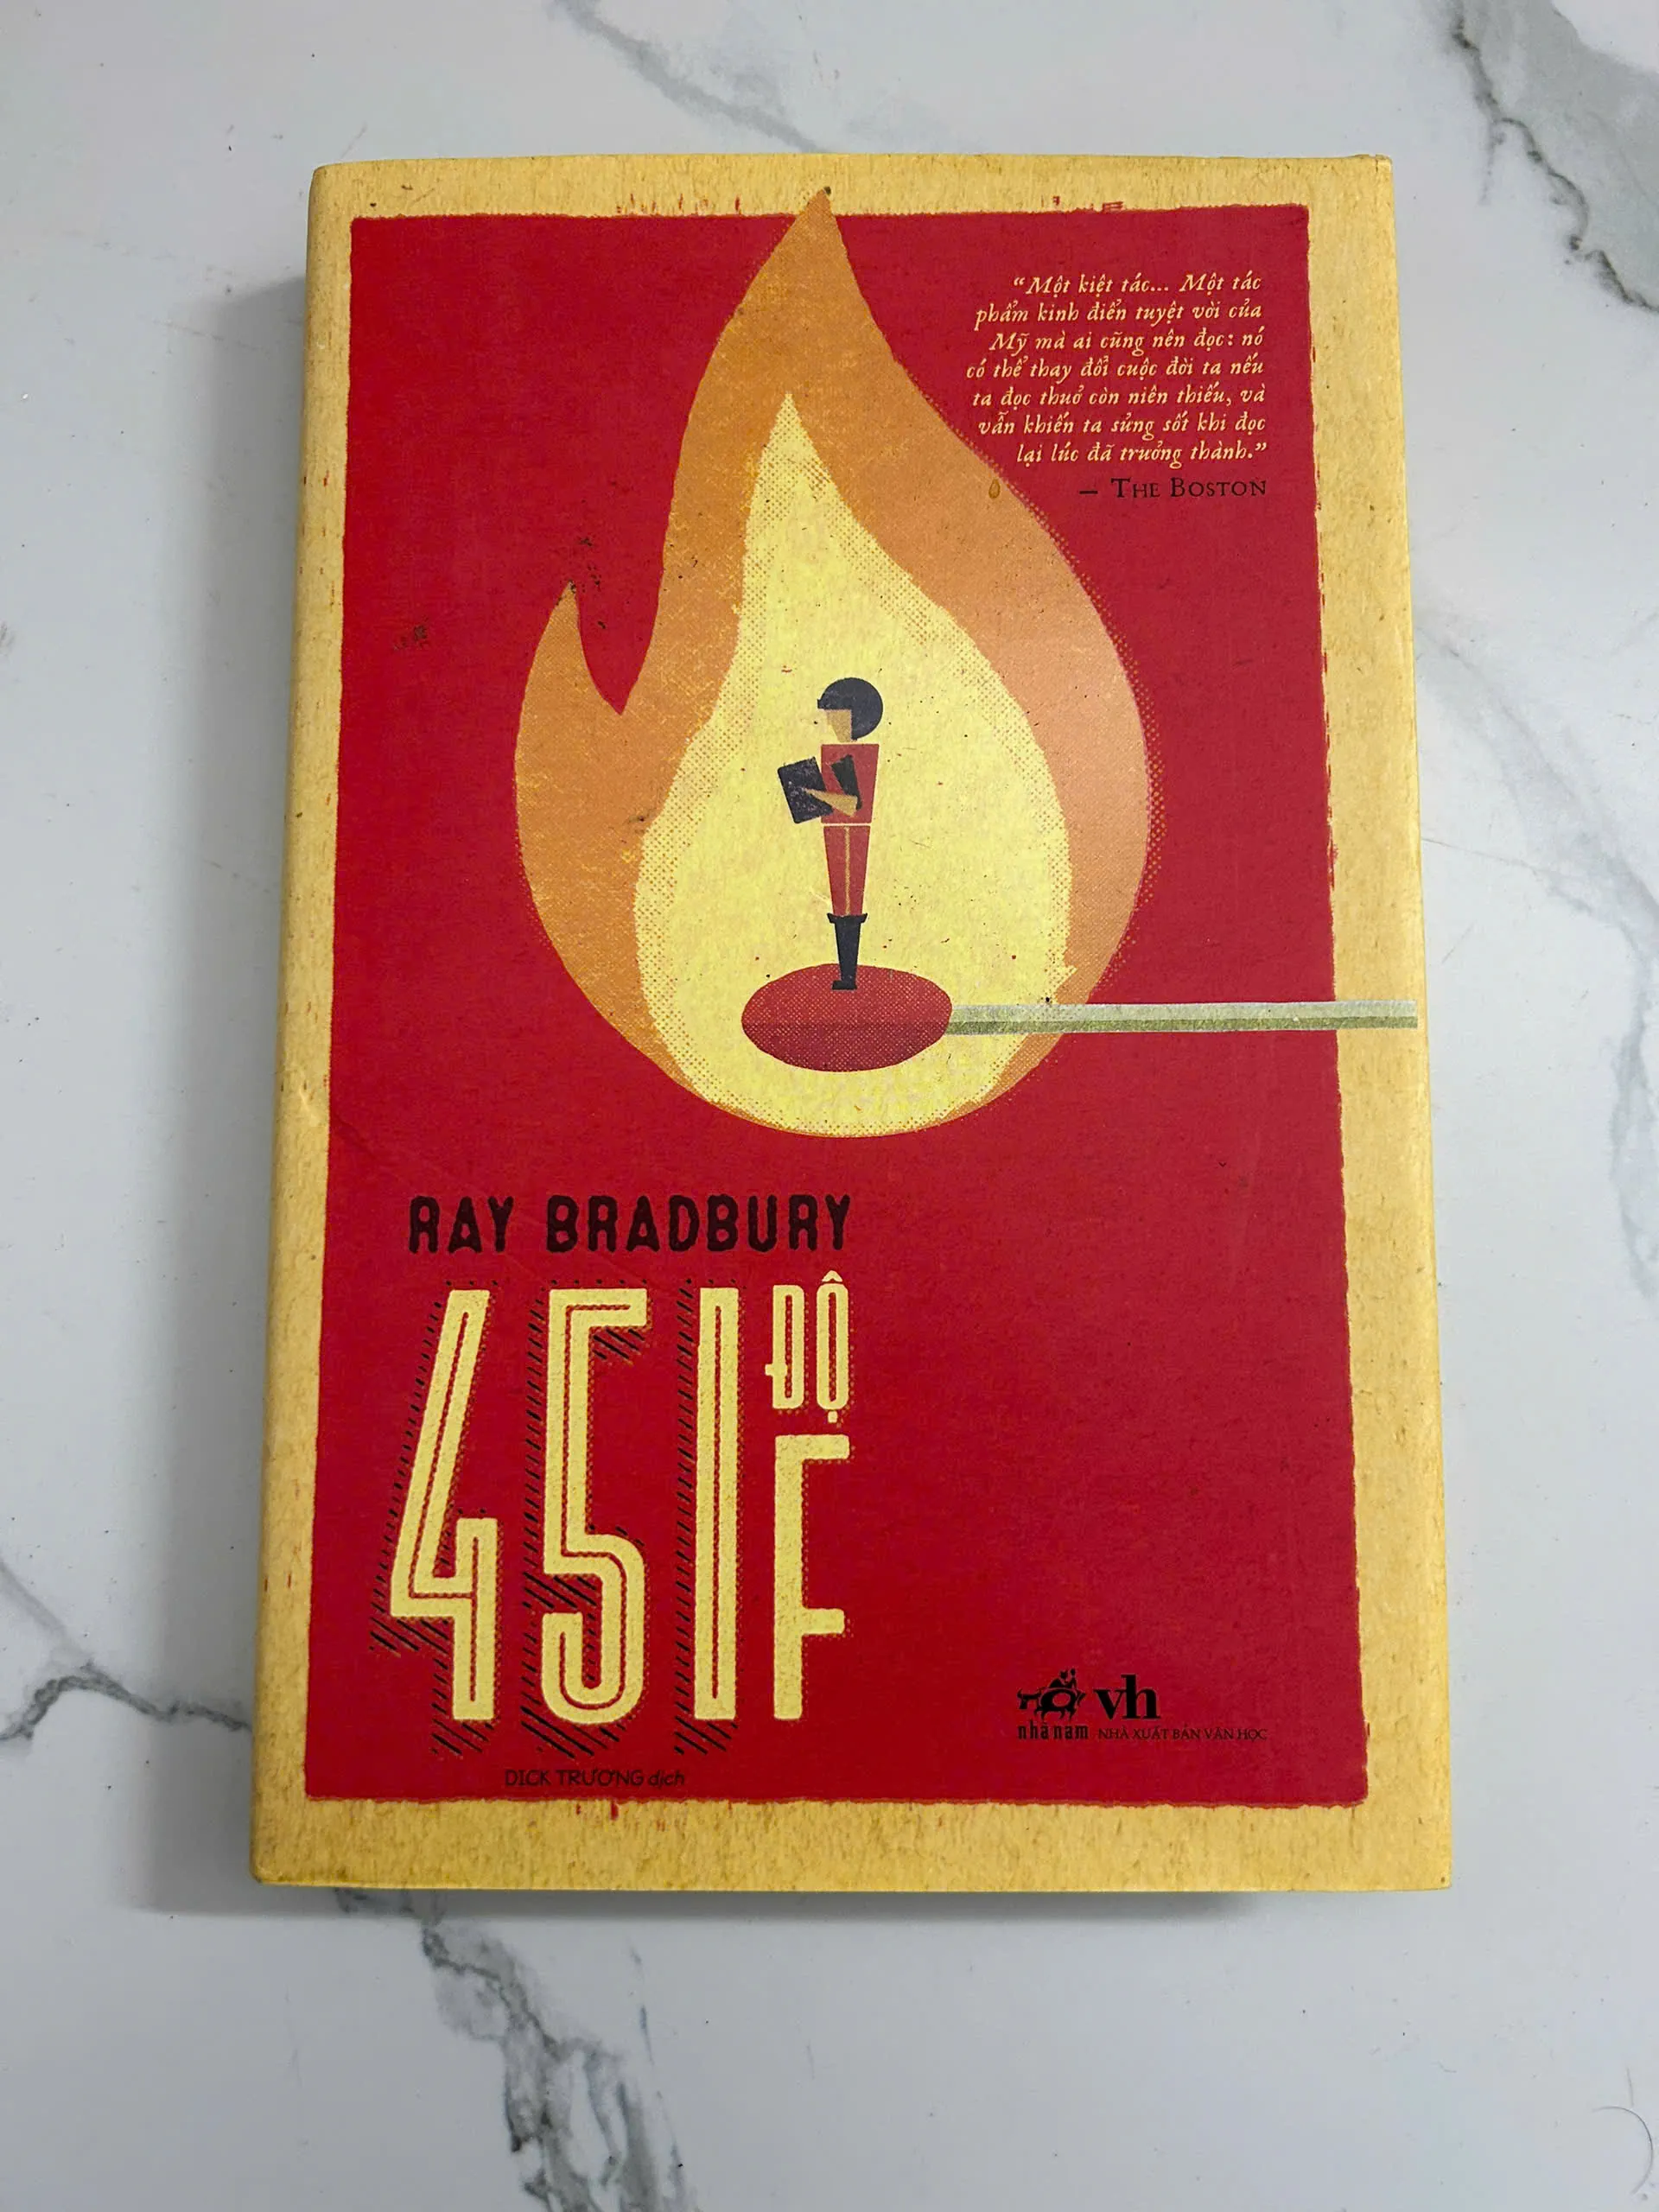 “Một kiệt tác... Một tác
phẩm kinh điển tuyệt vời của
Mỹ mà ai cũng nên đọc: nó
có thể thay đổi cuộc đời ta nếu
ta đọc thuở còn niên thiếu, và
vẫn khiến ta sửng sốt khi đọc
lại lúc đã trưởng thành.”
– THE BOSTON
RAY BRADBURY
451 ĐỘ F
DICK TRƯƠNG dịch
nhã nam
vh
NHÀ XUẤT BẢN VĂN HỌC